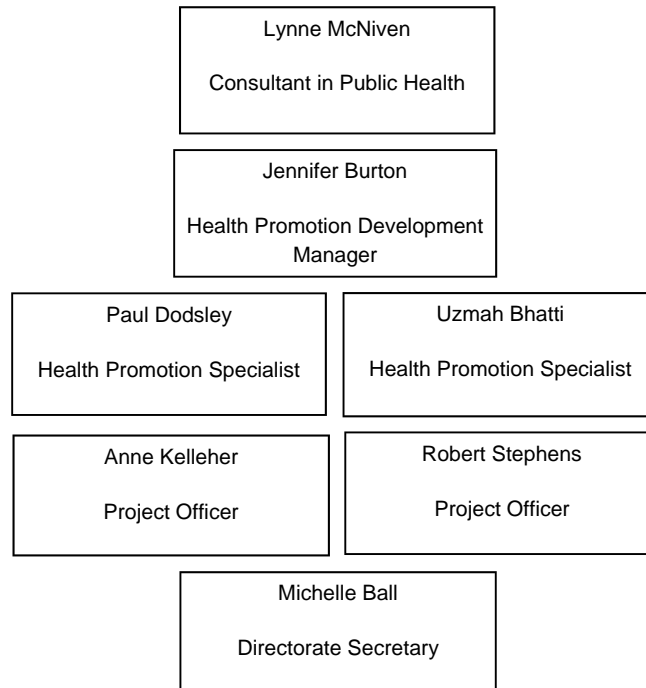 Lynne McNiven
Consultant in Public Health
Jennifer Burton
Health Promotion Development
Manager
Paul Dodsley
Health Promotion Specialist
Uzmah Bhatti
Health Promotion Specialist
Anne Kelleher
Project Officer
Robert Stephens
Project Officer
Michelle Ball
Directorate Secretary